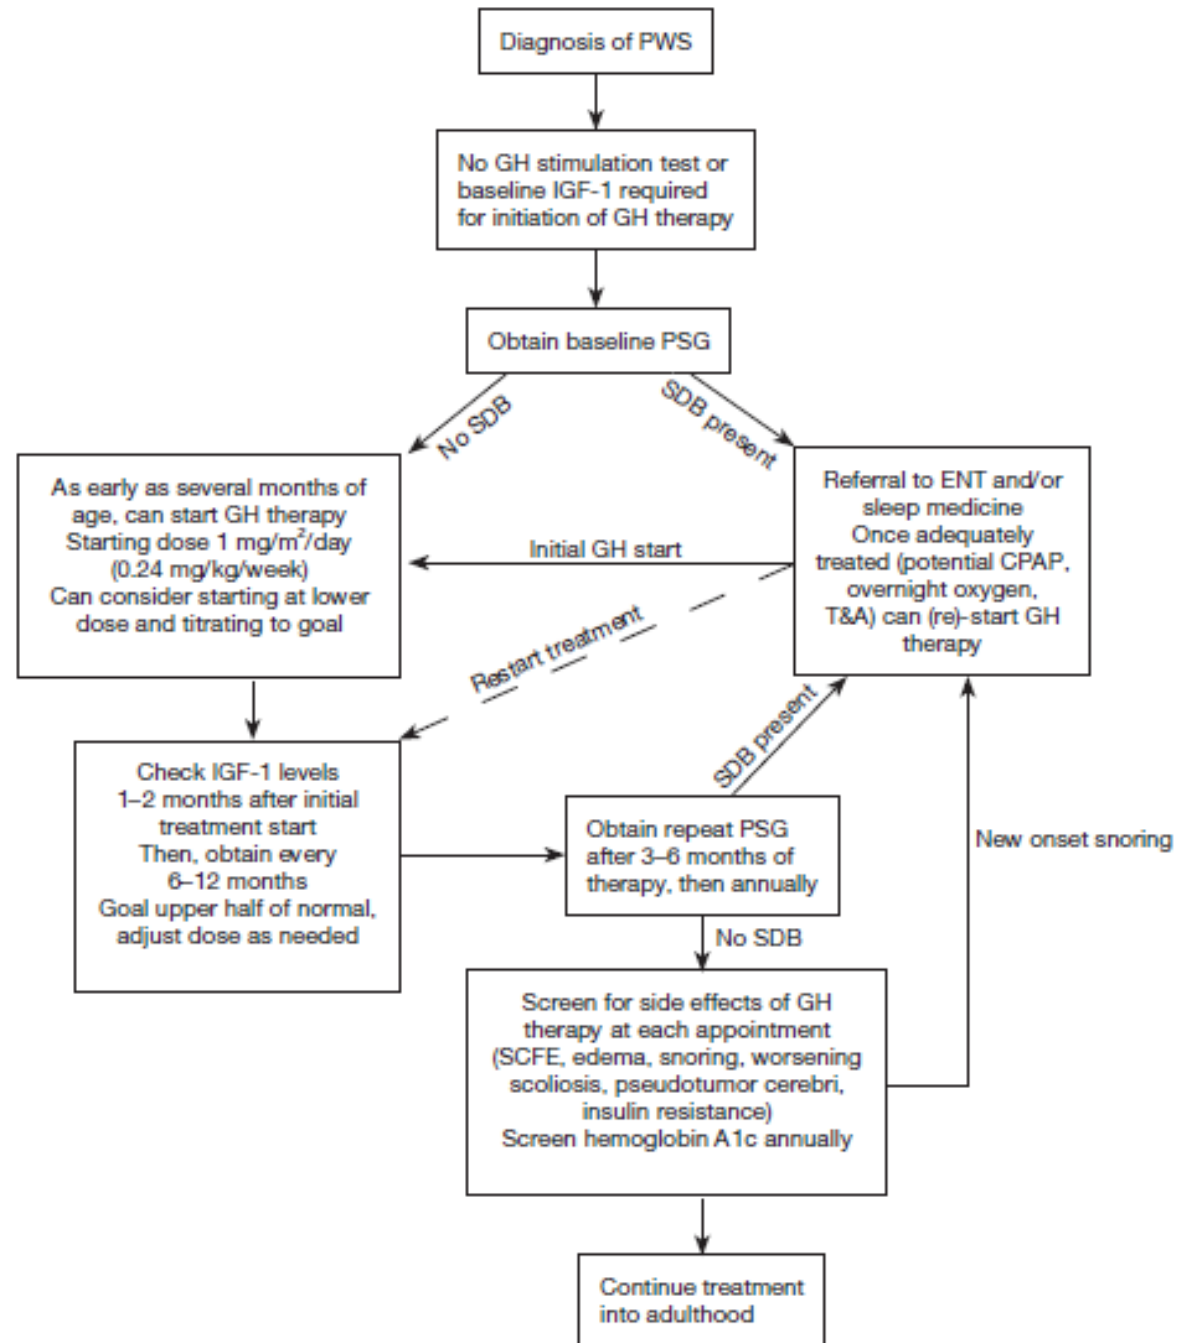 Diagnosis of PWS
No GH stimulation test or
baseline IGF-1 required
for initiation of GH therapy
Obtain baseline PSG
No SDB
SDB present
As early as several months of
age, can start GH therapy
Starting dose 1 mg/m²/day
(0.24 mg/kg/week)
Can consider starting at lower
dose and titrating to goal
Initial GH start
Referral to ENT and/or
sleep medicine
Once adequately
treated (potential CPAP,
overnight oxygen,
T&A) can (re)-start GH
therapy
Restart treatment
Check IGF-1 levels
1–2 months after initial
treatment start
Then, obtain every
6–12 months
Goal upper half of normal,
adjust dose as needed
SDB present
Obtain repeat PSG
after 3–6 months of
therapy, then annually
New onset snoring
No SDB
Screen for side effects of GH
therapy at each appointment
(SCFE, edema, snoring, worsening
scoliosis, pseudotumor cerebri,
insulin resistance)
Screen hemoglobin A1c annually
Continue treatment
into adulthood